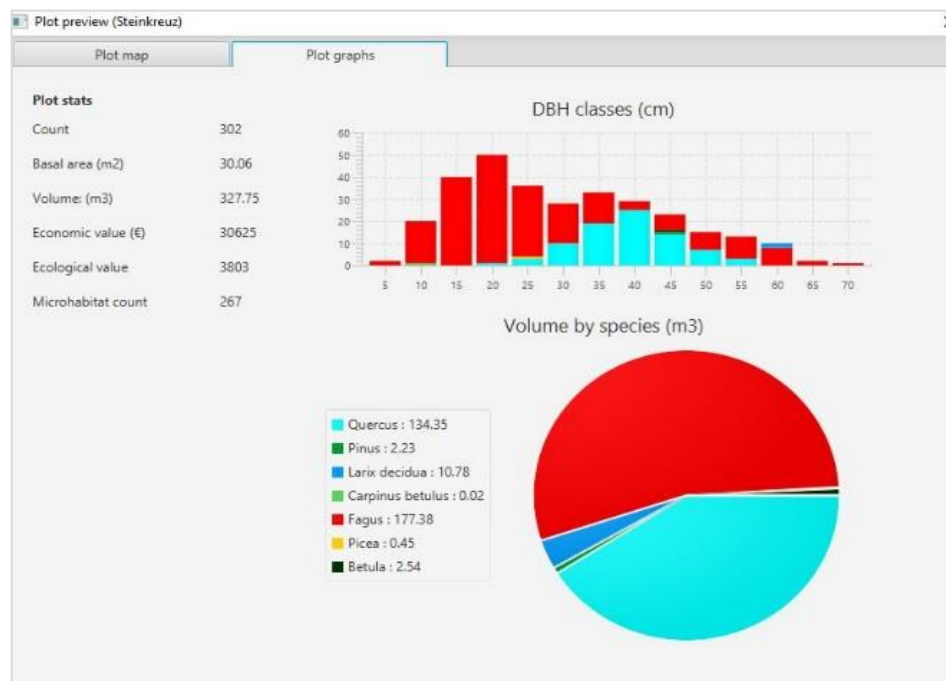 Plot preview (Steinkreuz)
Plot map
Plot graphs
Plot stats
Count 302
Basal area (m2) 30.06
Volume: (m3) 327.75
Economic value (€) 30625
Ecological value 3803
Microhabitat count 267
DBH classes (cm)
60
50
40
30
20
10
0
5 10 15 20 25 30 35 40 45 50 55 60 65 70
Volume by species (m3)
Quercus : 134.35
Pinus : 2.23
Larix decidua : 10.78
Carpinus betulus : 0.02
Fagus : 177.38
Picea : 0.45
Betula : 2.54